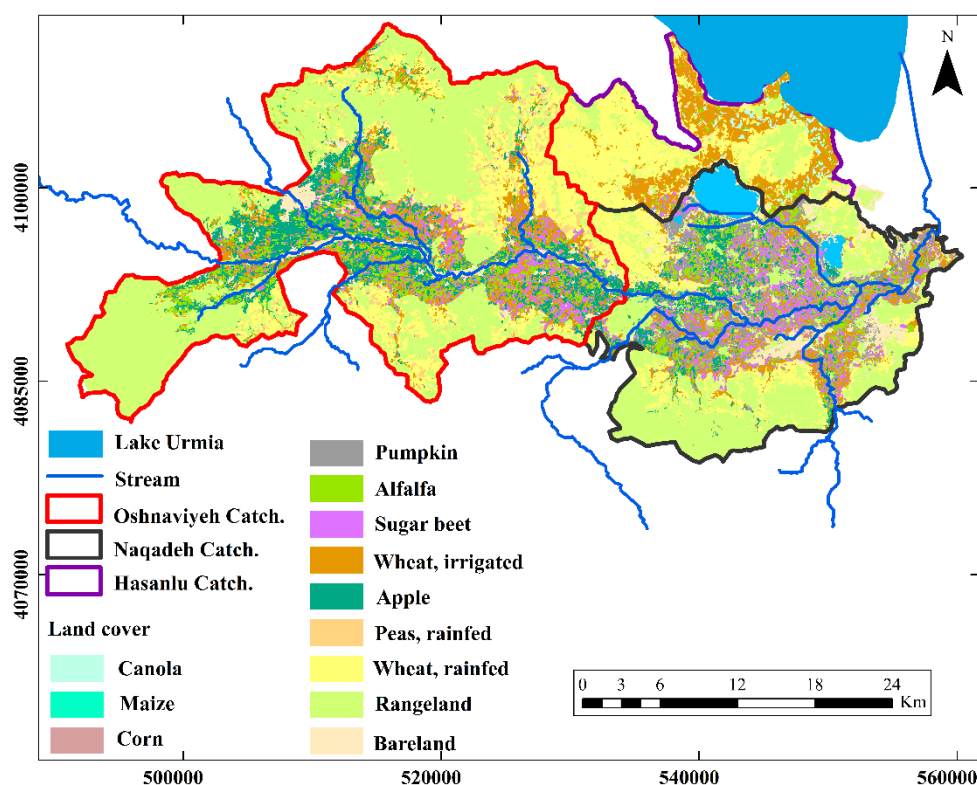 N
4100000
4085000
4070000
Lake Urmia
Stream
Oshnaviyeh Catch.
Naqadeh Catch.
Hasanlu Catch.
Land cover
Canola
Maize
Corn
Pumpkin
Alfalfa
Sugar beet
Wheat, irrigated
Apple
Peas, rainfed
Wheat, rainfed
Rangeland
Bareland
0 3 6 12 18 24
Km
500000 520000 540000 560000